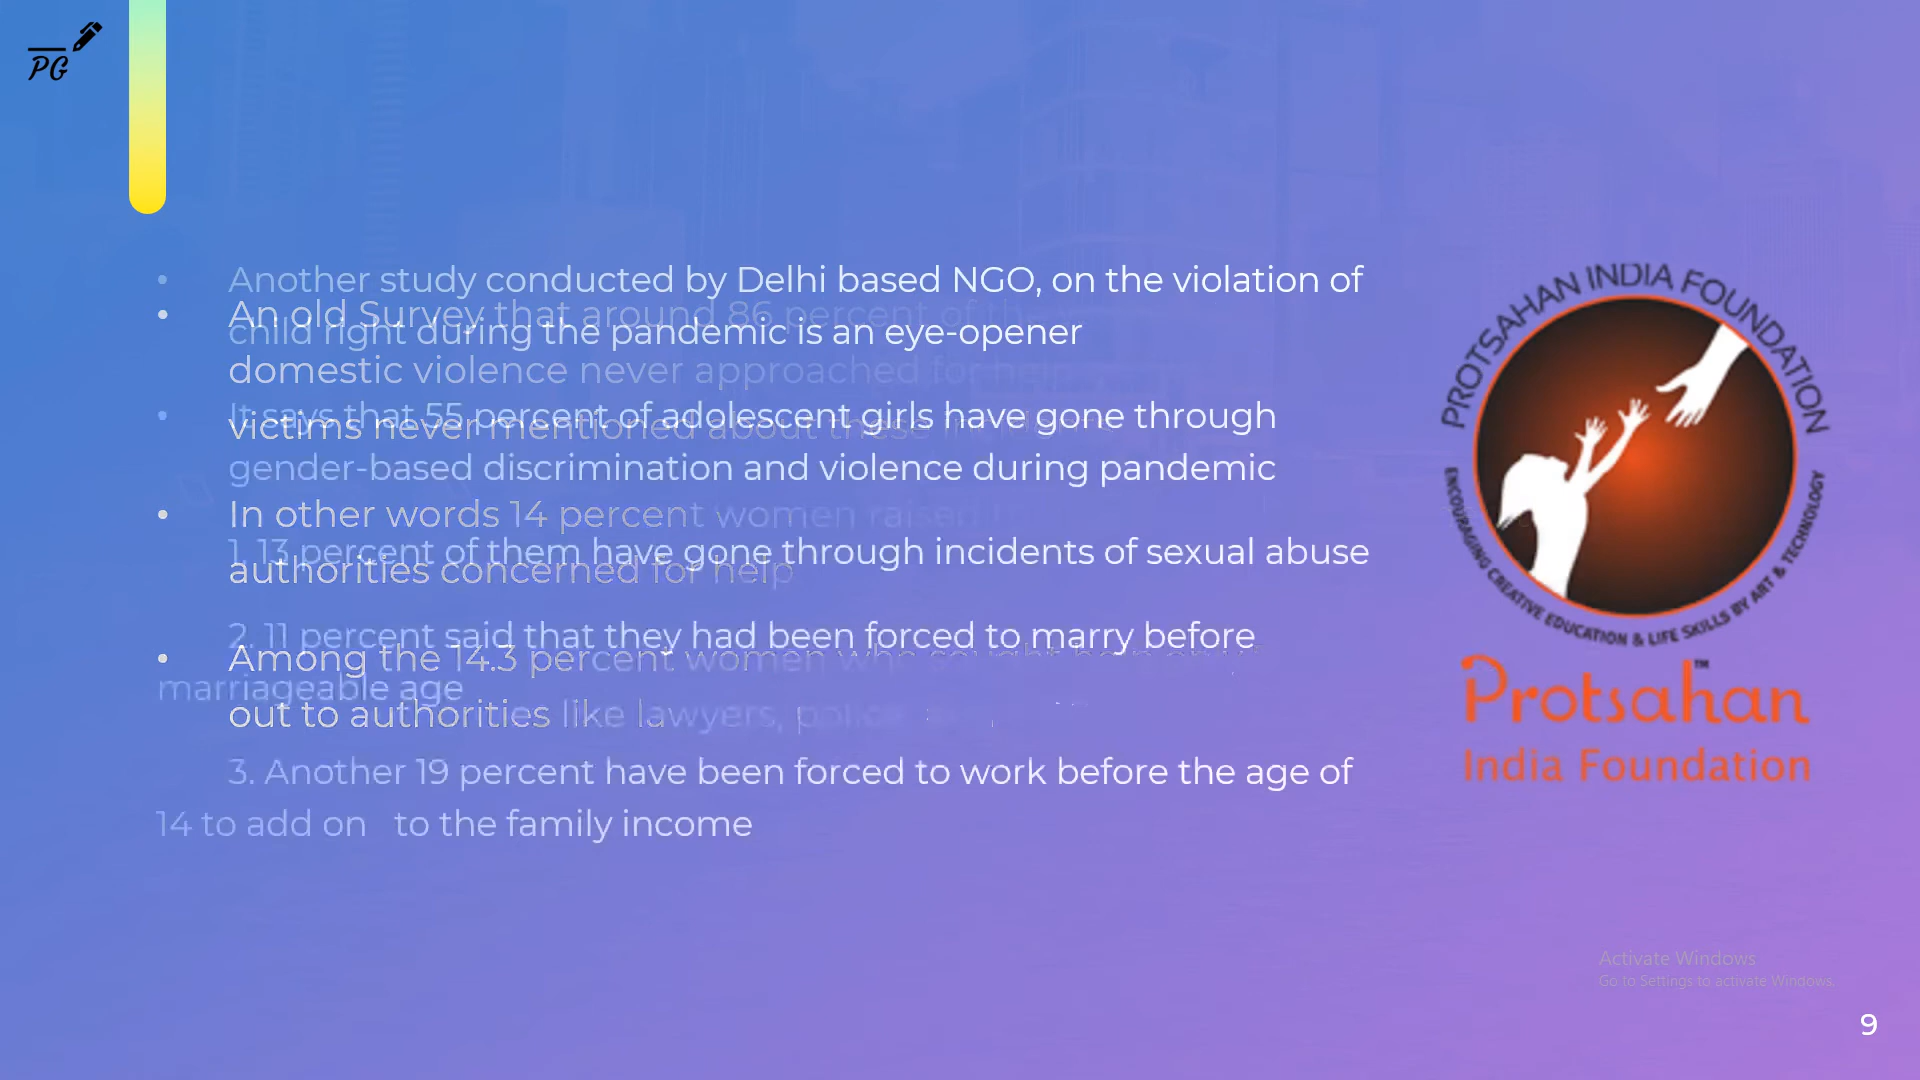 PG
Another study conducted by Delhi based NGO, on the violation of
An old Survey that around 86 percent of
child right during the pandemic is an eye-opener
domestic violence never approached for
It says that 55 percent of adolescent girls have gone through
victims never mentioned about these
gender-based discrimination and violence during pandemic
In other words 14 percent women raised
1. 13 percent of them have gone through incidents of sexual abuse
authorities concerned for help
2. 11 percent said that they had been forced to marry before
Among the 14.3 percent women who sought
marriageable age
out to authorities like lawyers,
3. Another 19 percent have been forced to work before the age of
14 to add on to the family income
PROTSAHAN INDIA FOUNDATION
ENCOURAGING CREATIVE EDUCATION & LIFE SKILLS BY ART & TECHNOLOGY
Protsahan™
India Foundation
Activate Windows
Go to Settings to activate Windows.
9